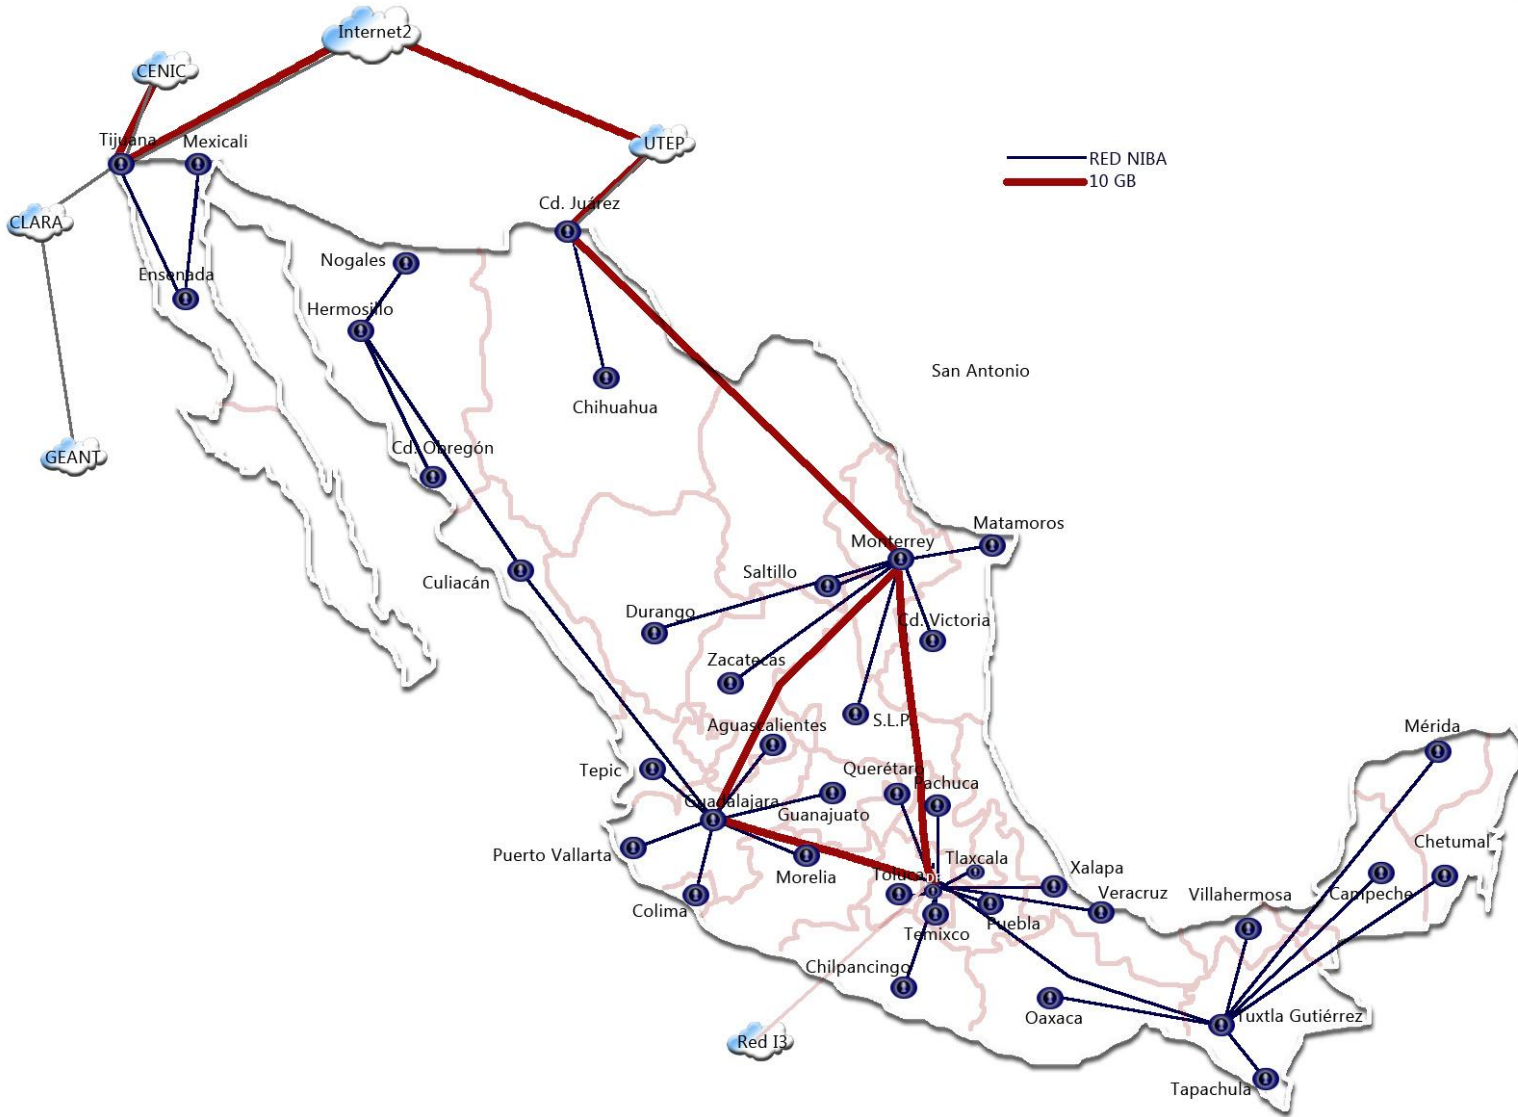 Internet2
CENIC
Tijuana
Mexicali
UTEP
RED NIBA
10 GB
CLARA
Cd. Juárez
Nogales
Ensenada
Hermosillo
San Antonio
Chihuahua
Cd. Obregón
GEANT
Matamoros
Monterrey
Saltillo
Culiacán
Durango
Cd. Victoria
Zacatecas
S.L.P
Aguascalientes
Mérida
Tepic
Querétaro
Pachuca
Guadalajara
Guanajuato
Chetumal
Puerto Vallarta
Morelia
Tlaxcala
Xalapa
Toluca
Colima
Veracruz
Villahermosa
Campeche
Puebla
Temixco
Chilpancingo
Oaxaca
Tuxtla Gutiérrez
Red I3
Tapachula